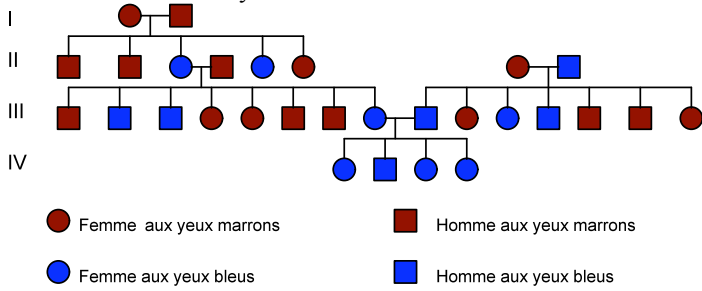 I
II
III
IV
Femme aux yeux marrons
Homme aux yeux marrons
Femme aux yeux bleus
Homme aux yeux bleus